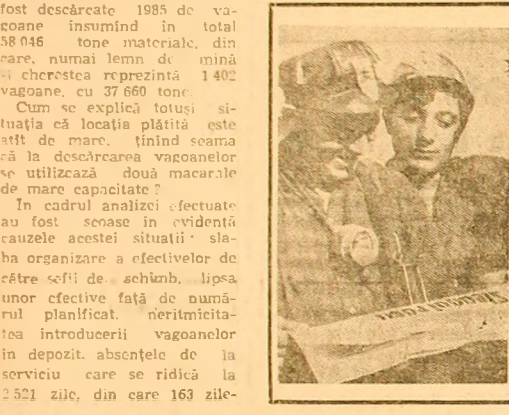 fost descărcate 1985 de va-
goane însumînd în total
58 046 tone materiale, din
care, numai lemn de mină
și cherestea reprezintă 1 402
vagoane, cu 37 660 tone.
Cum se explică totuși si-
tuația că locația plătită este
atît de mare, ținînd seama
că la descărcarea vagoanelor
se utilizează două macarale
de mare capacitate ?
În cadrul analizei efectuate
au fost scoase în evidență
cauzele acestei situații : sla-
ba organizare a efectivelor de
către șefii de schimb, lipsa
unor efective față de numă-
rul planificat, neritmicita-
tea introducerii vagoanelor
în depozit, absențele de la
serviciu care se ridică la
2 521 zile, din care 163 zile-